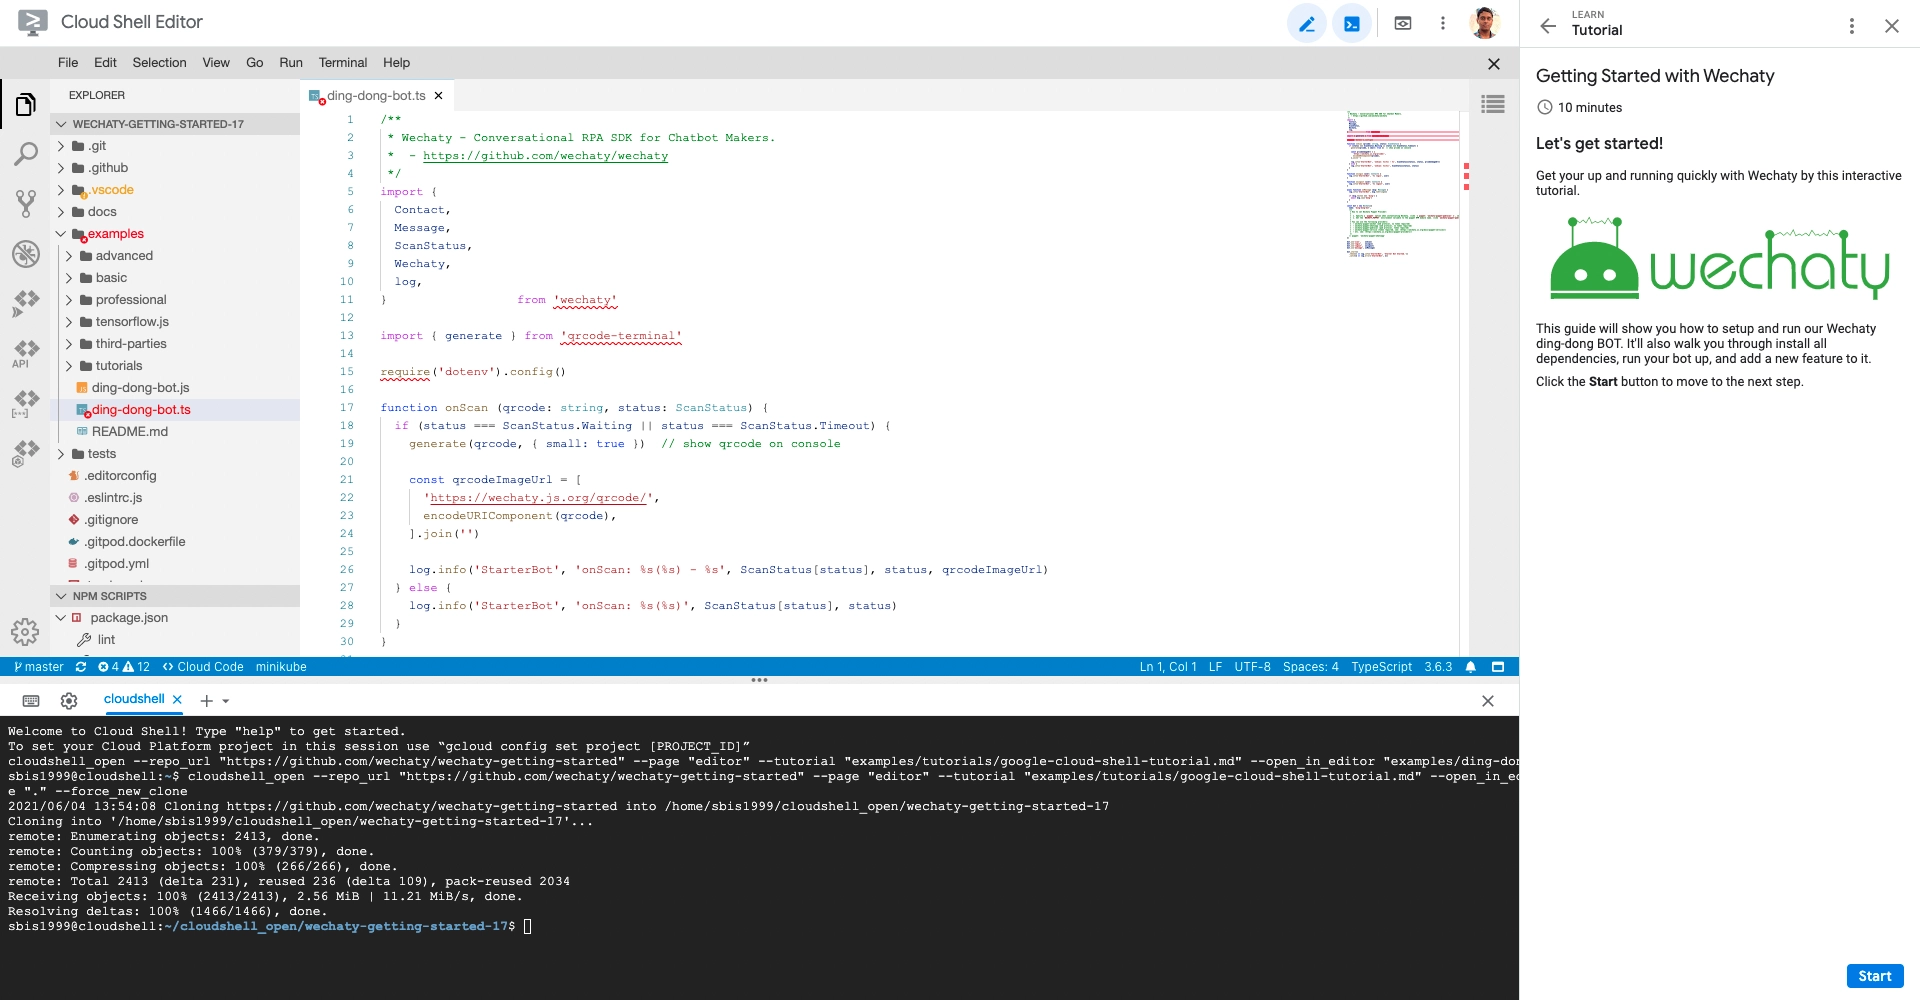 Cloud Shell Editor
File Edit Selection View Go Run Terminal Help
EXPLORER
WECHATY-GETTING-STARTED-17
.git
.github
.vscode
docs
examples
advanced
basic
professional
tensorflow.js
third-parties
tutorials
ding-dong-bot.js
ding-dong-bot.ts
README.md
tests
.editorconfig
.eslintrc.js
.gitignore
.gitpod.dockerfile
.gitpod.yml
NPM SCRIPTS
package.json
lint
API
ding-dong-bot.ts
1 /**
2 * Wechaty - Conversational RPA SDK for Chatbot Makers.
3 * - https://github.com/wechaty/wechaty
4 */
5 import {
6 Contact,
7 Message,
8 ScanStatus,
9 Wechaty,
10 log,
11 } from 'wechaty'
12
13 import { generate } from 'qrcode-terminal'
14
15 require('dotenv').config()
16
17 function onScan (qrcode: string, status: ScanStatus) {
18 if (status === ScanStatus.Waiting || status === ScanStatus.Timeout) {
19 generate(qrcode, { small: true }) // show qrcode on console
20
21 const qrcodeImageUrl = [
22 'https://wechaty.js.org/qrcode/',
23 encodeURIComponent(qrcode),
24 ].join('')
25
26 log.info('StarterBot', 'onScan: %s(%s) - %s', ScanStatus[status], status, qrcodeImageUrl)
27 } else {
28 log.info('StarterBot', 'onScan: %s(%s)', ScanStatus[status], status)
29 }
30 }
master 4 12 Cloud Code minikube Ln 1, Col 1 LF UTF-8 Spaces: 4 TypeScript 3.6.3
cloudshell
Welcome to Cloud Shell! Type "help" to get started.
To set your Cloud Platform project in this session use “gcloud config set project [PROJECT_ID]”
cloudshell_open --repo_url "https://github.com/wechaty/wechaty-getting-started" --page "editor" --tutorial "examples/tutorials/google-cloud-shell-tutorial.md" --open_in_editor "examples/ding-do
sbis1999@cloudshell:~$ cloudshell_open --repo_url "https://github.com/wechaty/wechaty-getting-started" --page "editor" --tutorial "examples/tutorials/google-cloud-shell-tutorial.md" --open_in_e
e "." --force_new_clone
2021/06/04 13:54:08 Cloning https://github.com/wechaty/wechaty-getting-started into /home/sbis1999/cloudshell_open/wechaty-getting-started-17
Cloning into '/home/sbis1999/cloudshell_open/wechaty-getting-started-17'...
remote: Enumerating objects: 2413, done.
remote: Counting objects: 100% (379/379), done.
remote: Compressing objects: 100% (266/266), done.
remote: Total 2413 (delta 231), reused 236 (delta 109), pack-reused 2034
Receiving objects: 100% (2413/2413), 2.56 MiB | 11.21 MiB/s, done.
Resolving deltas: 100% (1466/1466), done.
sbis1999@cloudshell:~/cloudshell_open/wechaty-getting-started-17$
LEARN
Tutorial
Getting Started with Wechaty
10 minutes
Let's get started!
Get your up and running quickly with Wechaty by this interactive
tutorial.
wechaty
This guide will show you how to setup and run our Wechaty
ding-dong BOT. It'll also walk you through install all
dependencies, run your bot up, and add a new feature to it.
Click the Start button to move to the next step.
Start